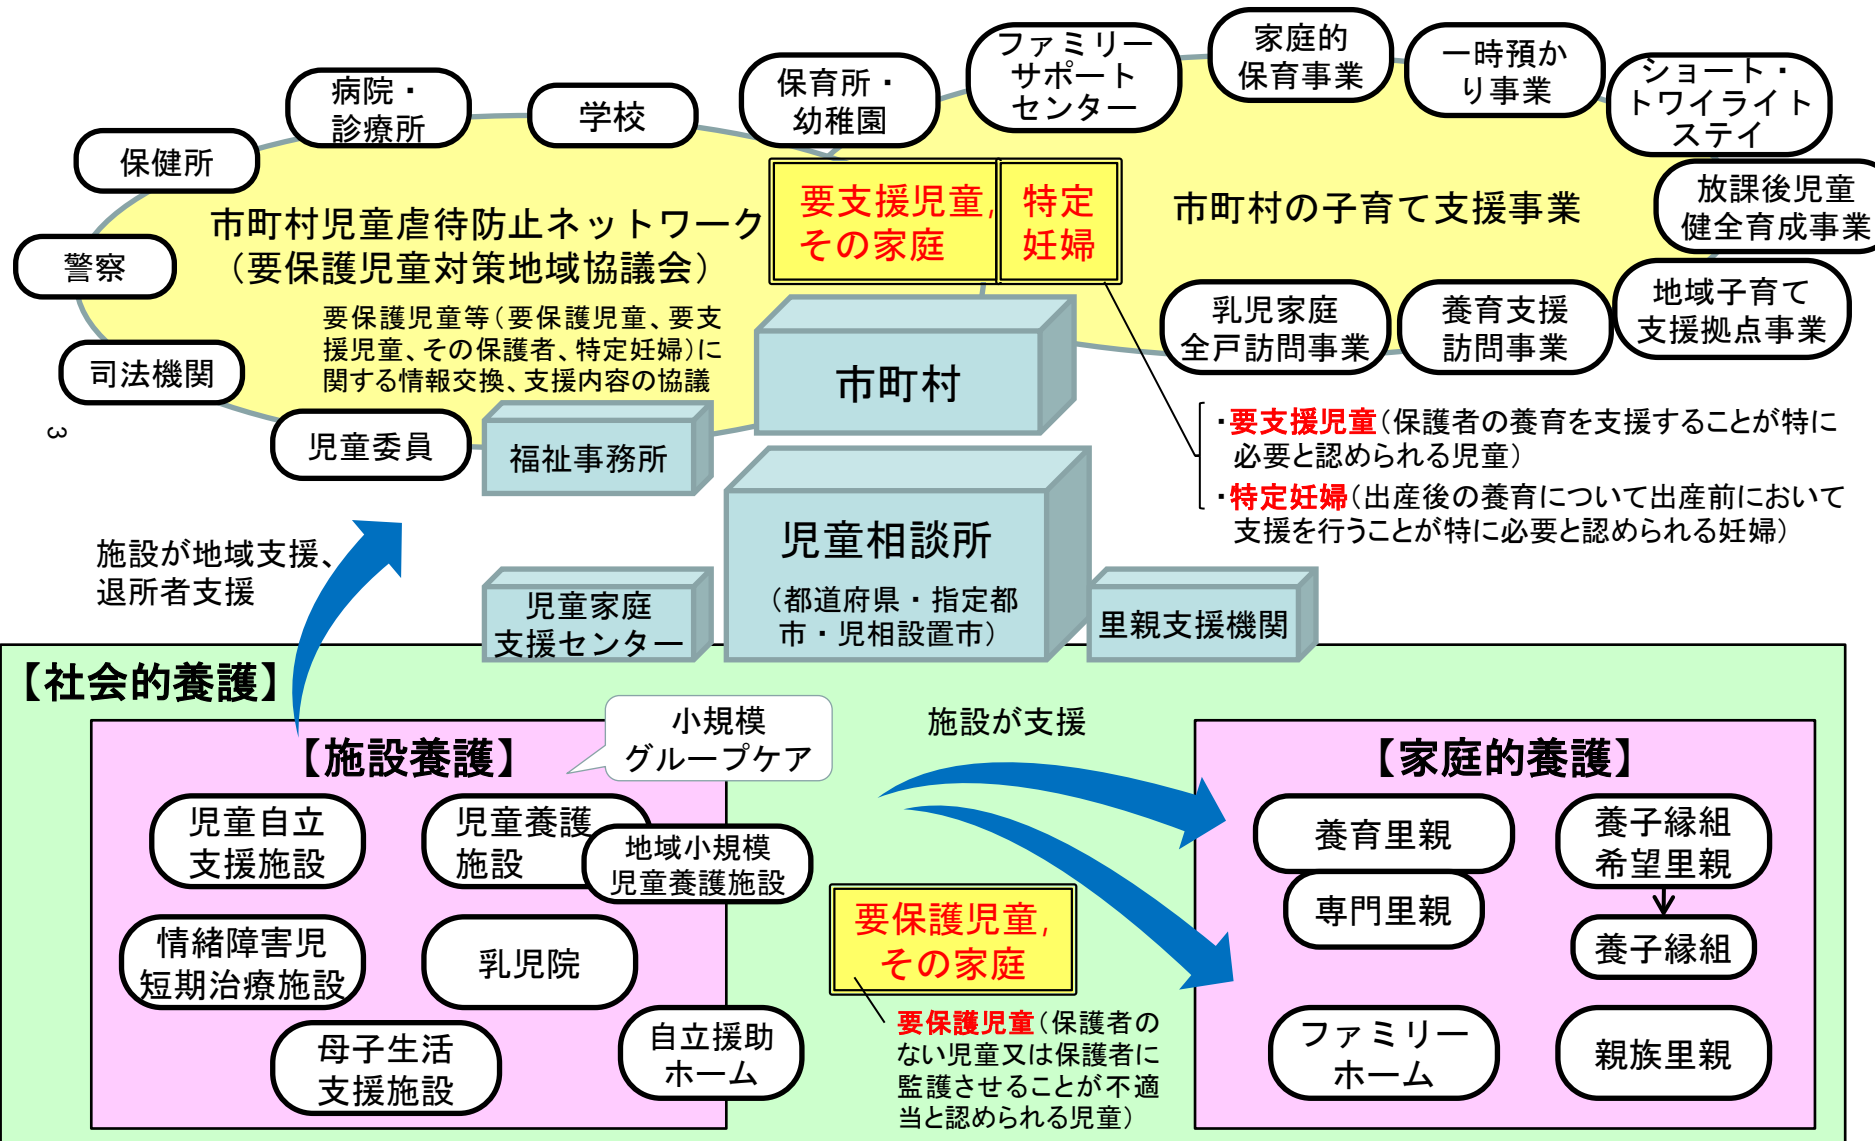 ファミリー
サポート
センター
家庭的
保育事業
一時預か
り事業
ショート・
トワイライト
ステイ
保育所・
幼稚園
病院・
診療所
学校
保健所
放課後児童
健全育成事業
要支援児童,
その家庭
特定
妊婦
市町村の子育て支援事業
市町村児童虐待防止ネットワーク
（要保護児童対策地域協議会）
警察
地域子育て
支援拠点事業
乳児家庭
全戸訪問事業
養育支援
訪問事業
要保護児童等（要保護児童、要支
援児童、その保護者、特定妊婦）に
関する情報交換、支援内容の協議
司法機関
市町村
児童委員
福祉事務所
3
・要支援児童（保護者の養育を支援することが特に
必要と認められる児童）
・特定妊婦（出産後の養育について出産前において
支援を行うことが特に必要と認められる妊婦）
児童相談所
（都道府県・指定都
市・児相設置市）
施設が地域支援、
退所者支援
児童家庭
支援センター
里親支援機関
【社会的養護】
小規模
グループケア
施設が支援
【施設養護】
【家庭的養護】
児童自立
支援施設
児童養護
施設
地域小規模
児童養護施設
養育里親
養子縁組
希望里親
専門里親
養子縁組
要保護児童,
その家庭
情緒障害児
短期治療施設
乳児院
要保護児童（保護者の
ない児童又は保護者に
監護させることが不適
当と認められる児童）
母子生活
支援施設
自立援助
ホーム
ファミリー
ホーム
親族里親